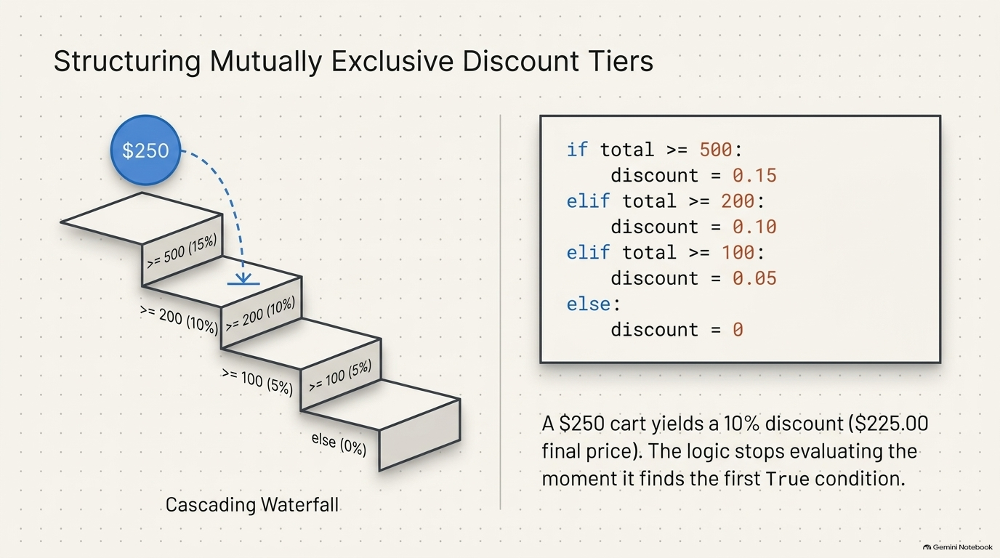 Structuring Mutually Exclusive Discount Tiers
$250
>= 500 (15%)
>= 200 (10%)
>= 200 (10%)
>= 100 (5%)
>= 100 (5%)
else (0%)
Cascading Waterfall
if total >= 500:
    discount = 0.15
elif total >= 200:
    discount = 0.10
elif total >= 100:
    discount = 0.05
else:
    discount = 0
A $250 cart yields a 10% discount ($225.00
final price). The logic stops evaluating the
moment it finds the first True condition.
Gemini Notebook